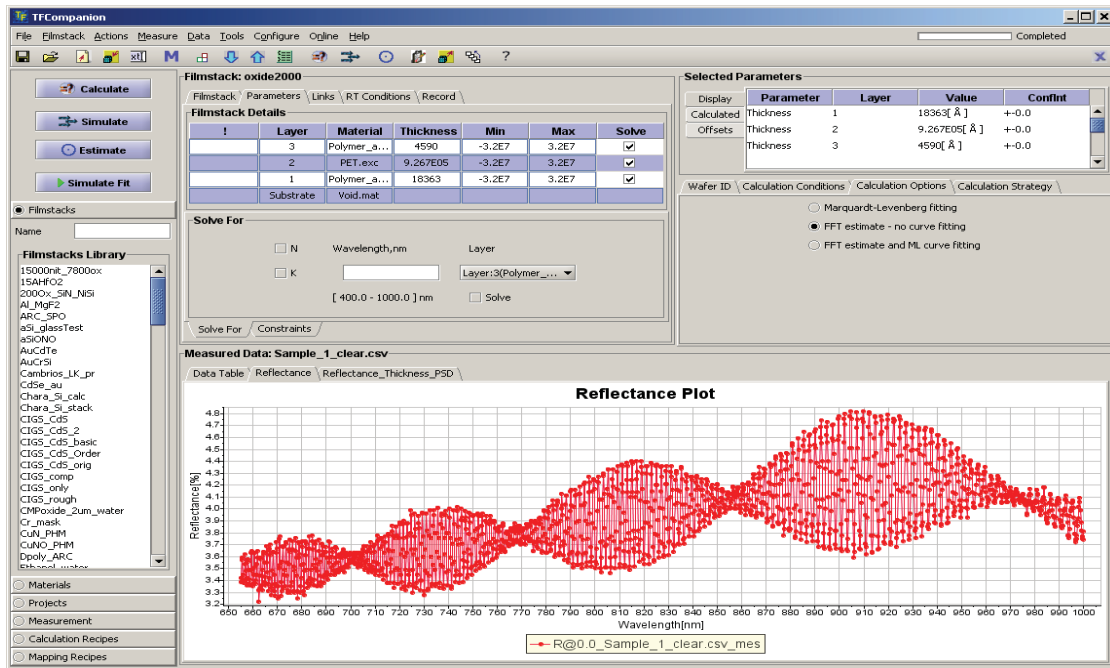 TFCompanion
File Filmstack Actions Measure Data Tools Configure Online Help
Completed
Calculate
Simulate
Estimate
Simulate Fit
Filmstacks
Name
Filmstacks Library
15000nit_7800ox
15AHfO2
200Ox_SiN_NiSi
Al_MgF2
ARC_SPO
aSi_glassTest
aSiONO
AuCdTe
AuCrSi
Cambrios_LK_pr
CdSe_au
Chara_Si_calc
Chara_Si_stack
CIGS_CdS
CIGS_CdS_2
CIGS_CdS_basic
CIGS_CdS_Order
CIGS_CdS_orig
CIGS_comp
CIGS_only
CIGS_rough
CMPoxide_2um_water
Cr_mask
CuN_PHM
CuNO_PHM
Dpoly_ARC
Ethanol_water
Materials
Projects
Measurement
Calculation Recipes
Mapping Recipes
Filmstack: oxide2000
Filmstack Parameters Links RT Conditions Record
Filmstack Details
! Layer Material Thickness Min Max Solve
3 Polymer_a... 4590 -3.2E7 3.2E7
2 PET.exc 9.267E05 -3.2E7 3.2E7
1 Polymer_a... 18363 -3.2E7 3.2E7
Substrate Void.mat
Solve For
N Wavelength,nm Layer
K Layer:3(Polymer_...
[ 400.0 - 1000.0 ] nm Solve
Solve For Constraints
Selected Parameters
Display Calculated Offsets
Parameter Layer Value ConfInt
Thickness 1 18363[ Å ] +-0.0
Thickness 2 9.267E05[ Å ] +-0.0
Thickness 3 4590[ Å ] +-0.0
Wafer ID Calculation Conditions Calculation Options Calculation Strategy
Marquardt-Levenberg fitting
FFT estimate - no curve fitting
FFT estimate and ML curve fitting
Measured Data: Sample_1_clear.csv
Data Table Reflectance Reflectance_Thickness_PSD
Reflectance Plot
Reflectance[%]
4.8
4.7
4.6
4.5
4.4
4.3
4.2
4.1
4.0
3.9
3.8
3.7
3.6
3.5
3.4
3.3
3.2
650 660 670 680 690 700 710 720 730 740 750 760 770 780 790 800 810 820 830 840 850 860 870 880 890 900 910 920 930 940 950 960 970 980 990 1000
Wavelength[nm]
R@0.0_Sample_1_clear.csv_mes